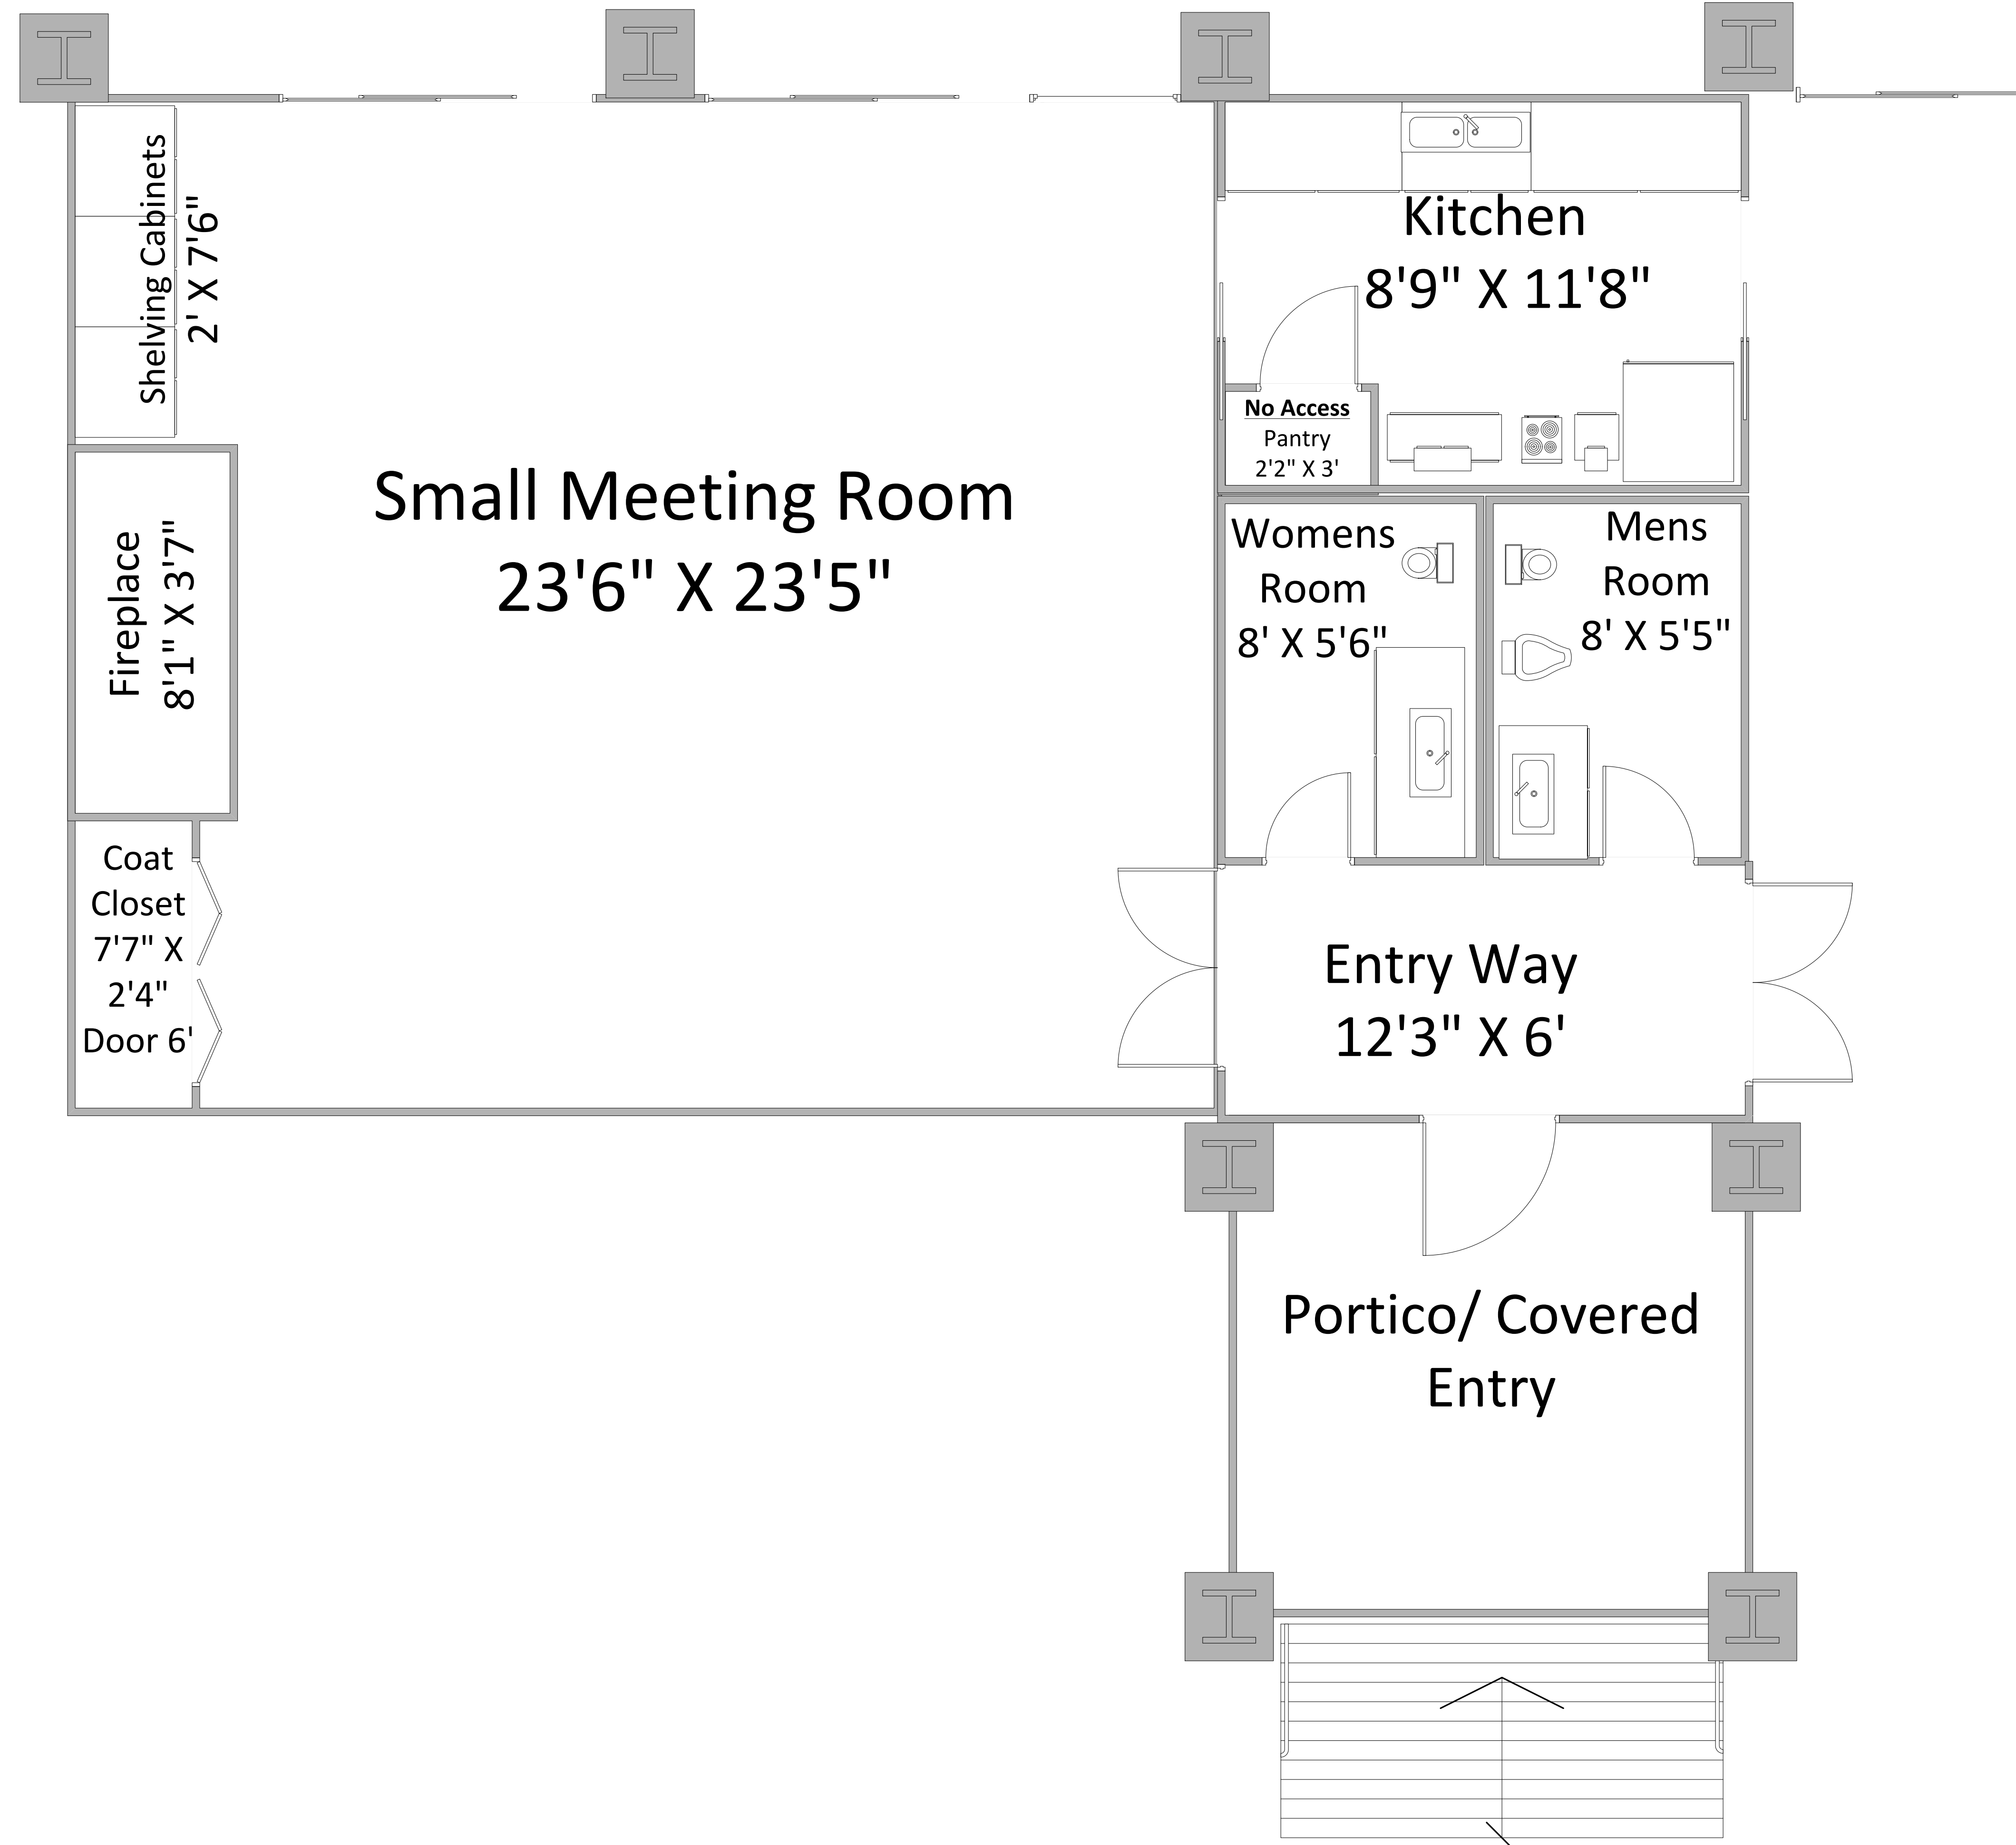 Shelving Cabinets
2' X 7'6"
Kitchen
8'9" X 11'8"
No Access
Pantry
2'2" X 3'
Small Meeting Room
23'6" X 23'5"
Fireplace
8'1" X 3'7"
Womens
Room
8' X 5'6"
Mens
Room
8' X 5'5"
Coat
Closet
7'7" X
2'4"
Door 6'
Entry Way
12'3" X 6'
Portico/ Covered
Entry